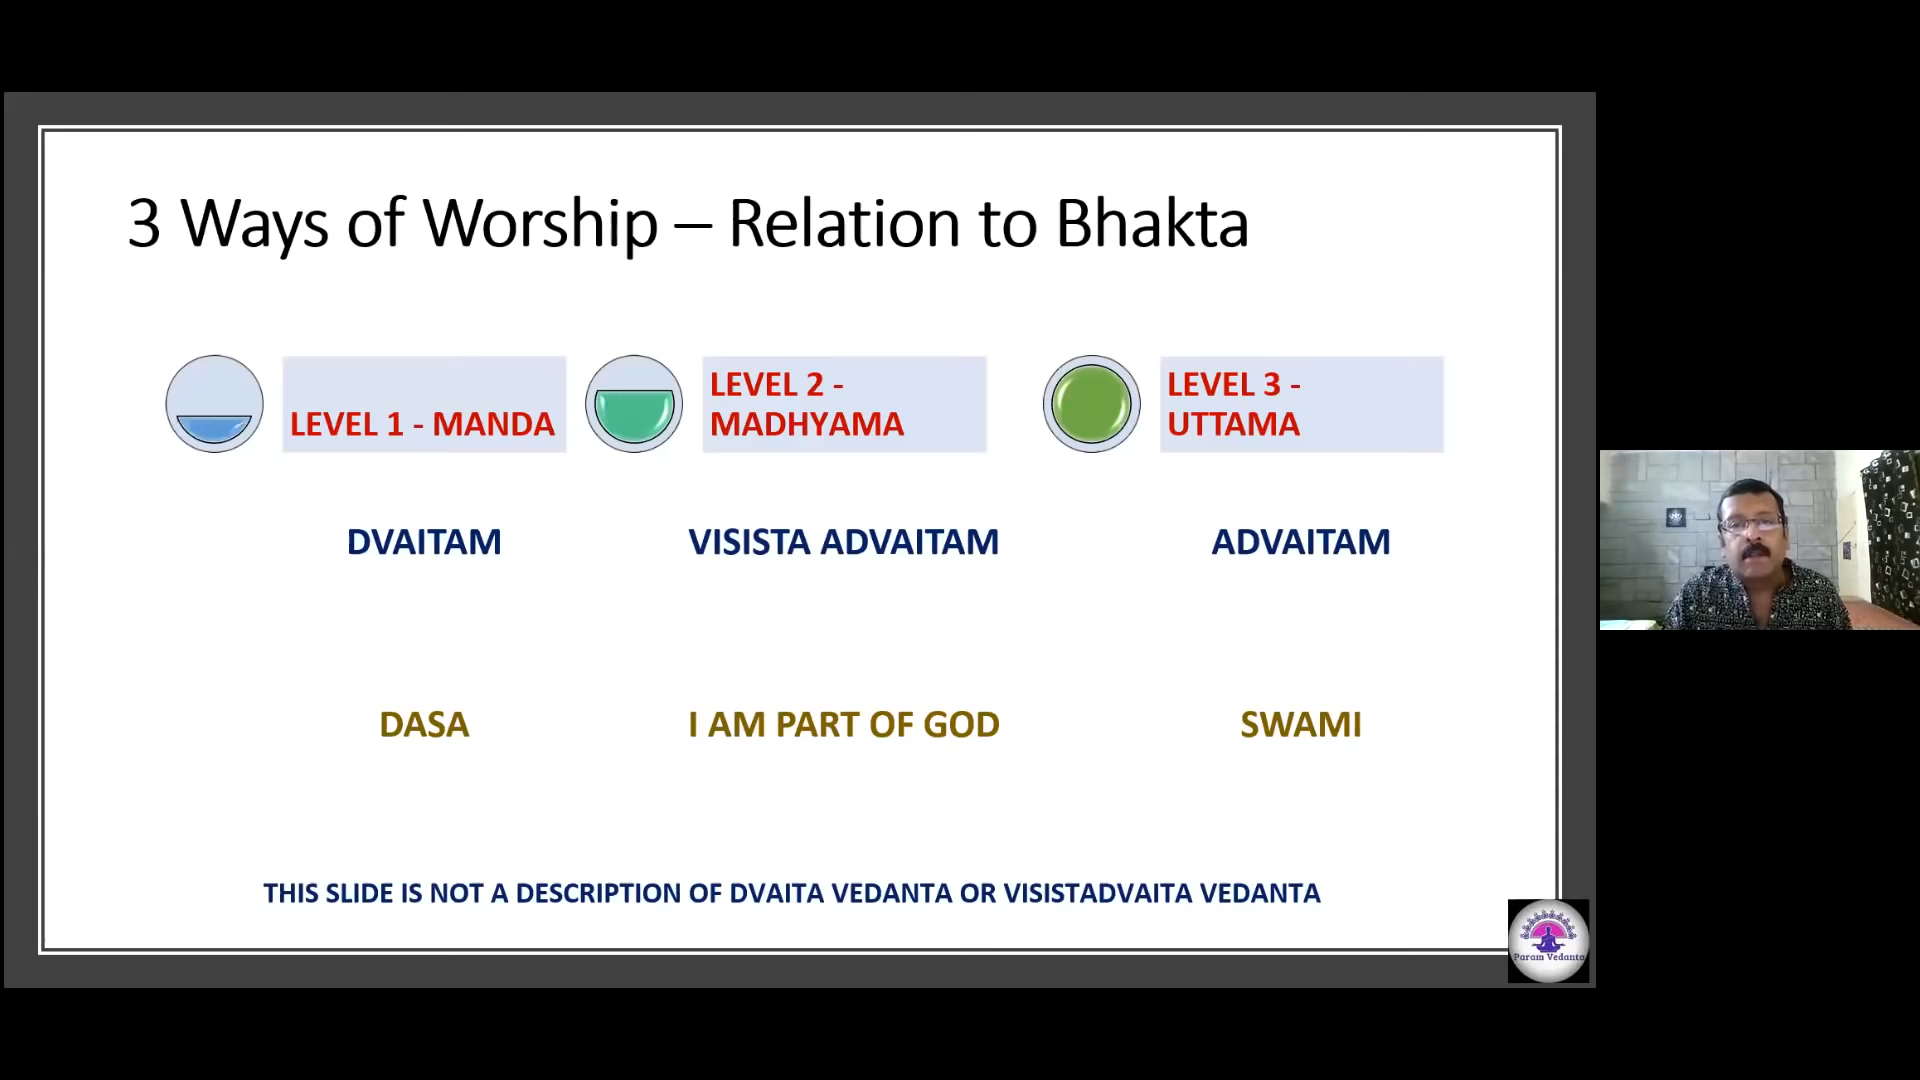 3 Ways of Worship – Relation to Bhakta
LEVEL 1 - MANDA
LEVEL 2 -
MADHYAMA
LEVEL 3 -
UTTAMA
DVAITAM
VISISTA ADVAITAM
ADVAITAM
DASA
I AM PART OF GOD
SWAMI
THIS SLIDE IS NOT A DESCRIPTION OF DVAITA VEDANTA OR VISISTADVAITA VEDANTA
Param Vedanta